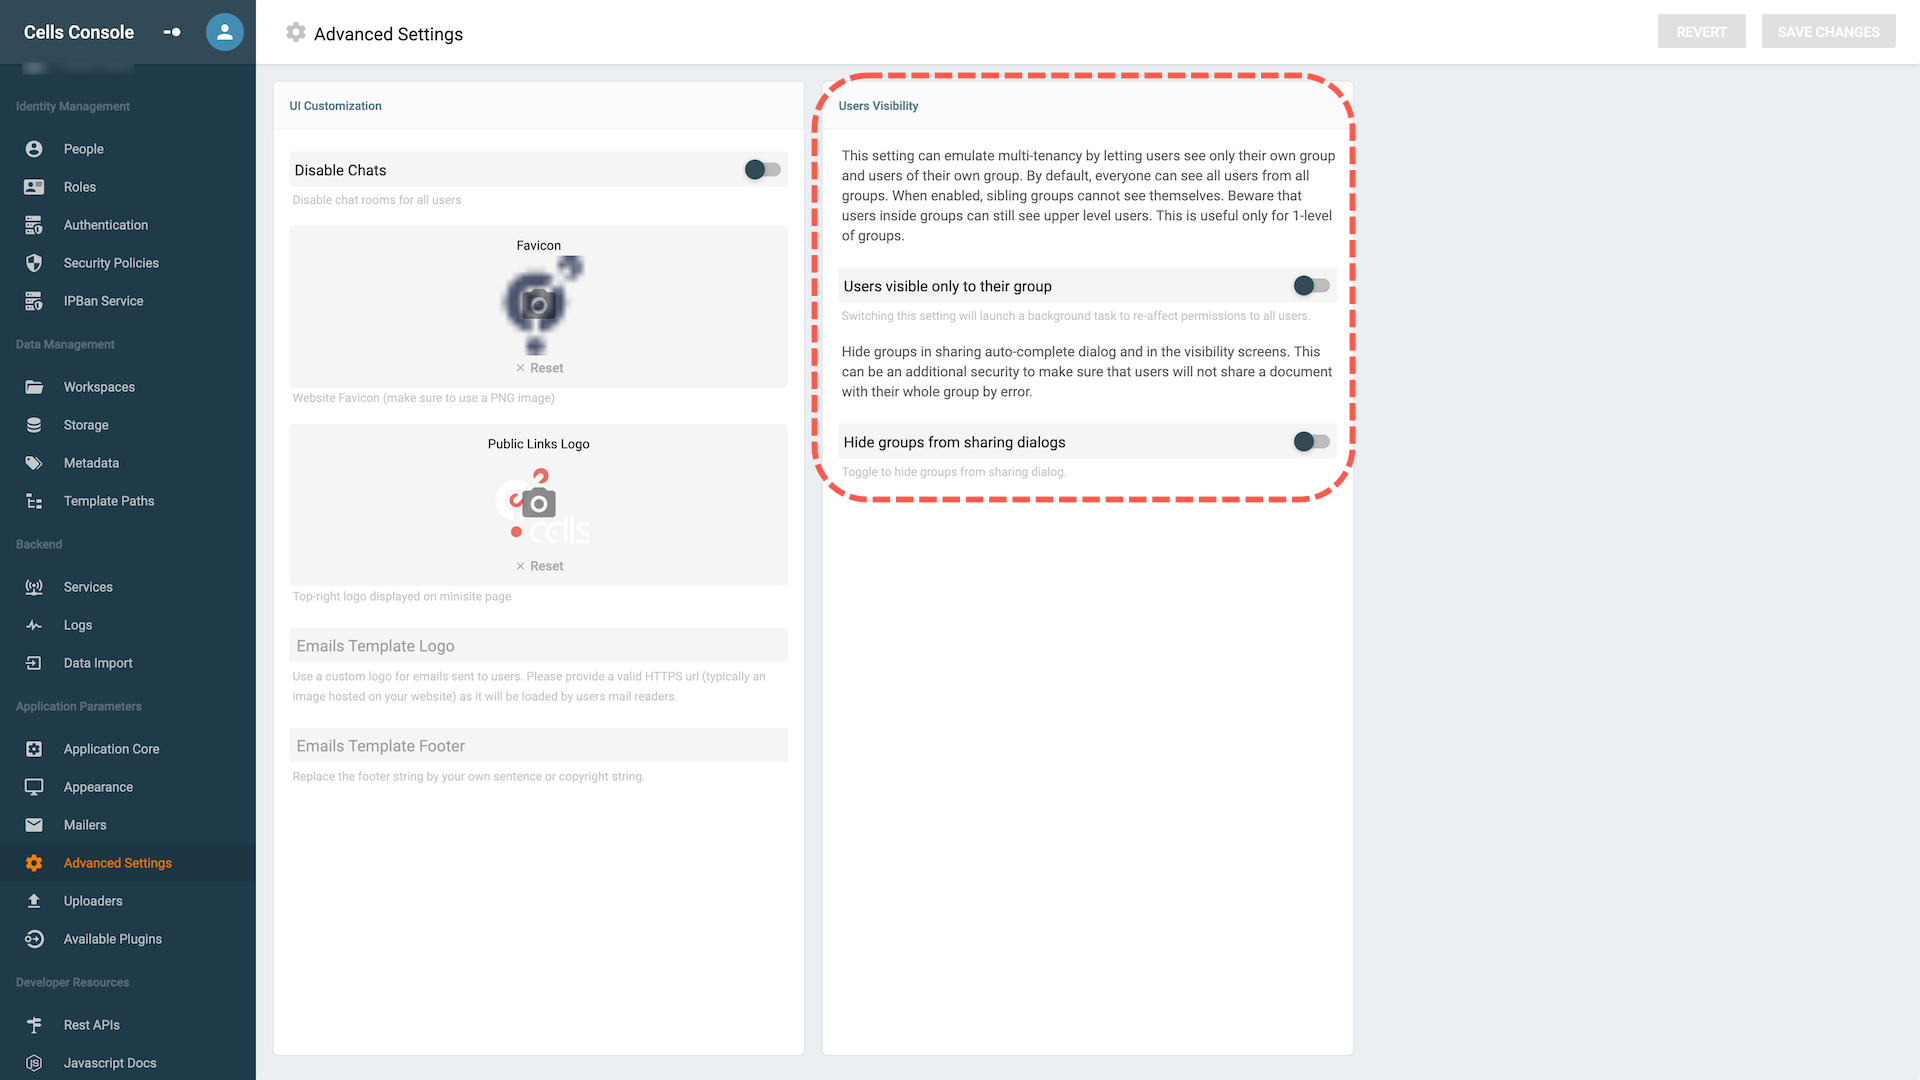 Cells Console
Identity Management
People
Roles
Authentication
Security Policies
IPBan Service
Data Management
Workspaces
Storage
Metadata
Template Paths
Backend
Services
Logs
Data Import
Application Parameters
Application Core
Appearance
Mailers
Advanced Settings
Uploaders
Available Plugins
Developer Resources
Rest APIs
Javascript Docs
Advanced Settings
REVERT
SAVE CHANGES
UI Customization
Disable Chats
Disable chat rooms for all users
Favicon
× Reset
Website Favicon (make sure to use a PNG image)
Public Links Logo
cells
× Reset
Top-right logo displayed on minisite page
Emails Template Logo
Use a custom logo for emails sent to users. Please provide a valid HTTPS url (typically an
image hosted on your website) as it will be loaded by users mail readers.
Emails Template Footer
Replace the footer string by your own sentence or copyright string.
Users Visibility
This setting can emulate multi-tenancy by letting users see only their own group
and users of their own group. By default, everyone can see all users from all
groups. When enabled, sibling groups cannot see themselves. Beware that
users inside groups can still see upper level users. This is useful only for 1-level
of groups.
Users visible only to their group
Switching this setting will launch a background task to re-affect permissions to all users.
Hide groups in sharing auto-complete dialog and in the visibility screens. This
can be an additional security to make sure that users will not share a document
with their whole group by error.
Hide groups from sharing dialogs
Toggle to hide groups from sharing dialog.